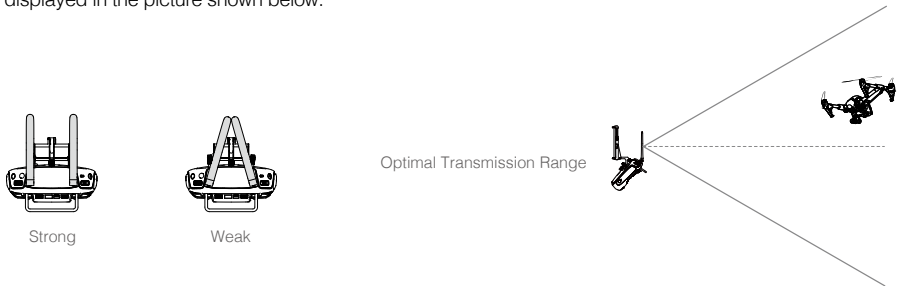 displayed in the picture shown below.
Optimal Transmission Range
Strong
Weak